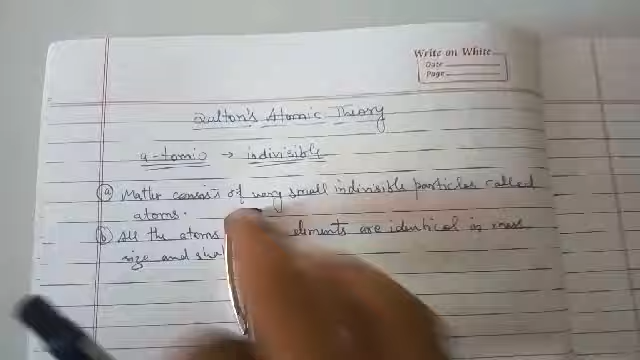 Write on White
Date
Page
Dalton's Atomic Theory
a-tomio → indivisible
(a) Matter consists of very small indivisible particles called
atoms.
(b) All the atoms elements are identical in mass
size and